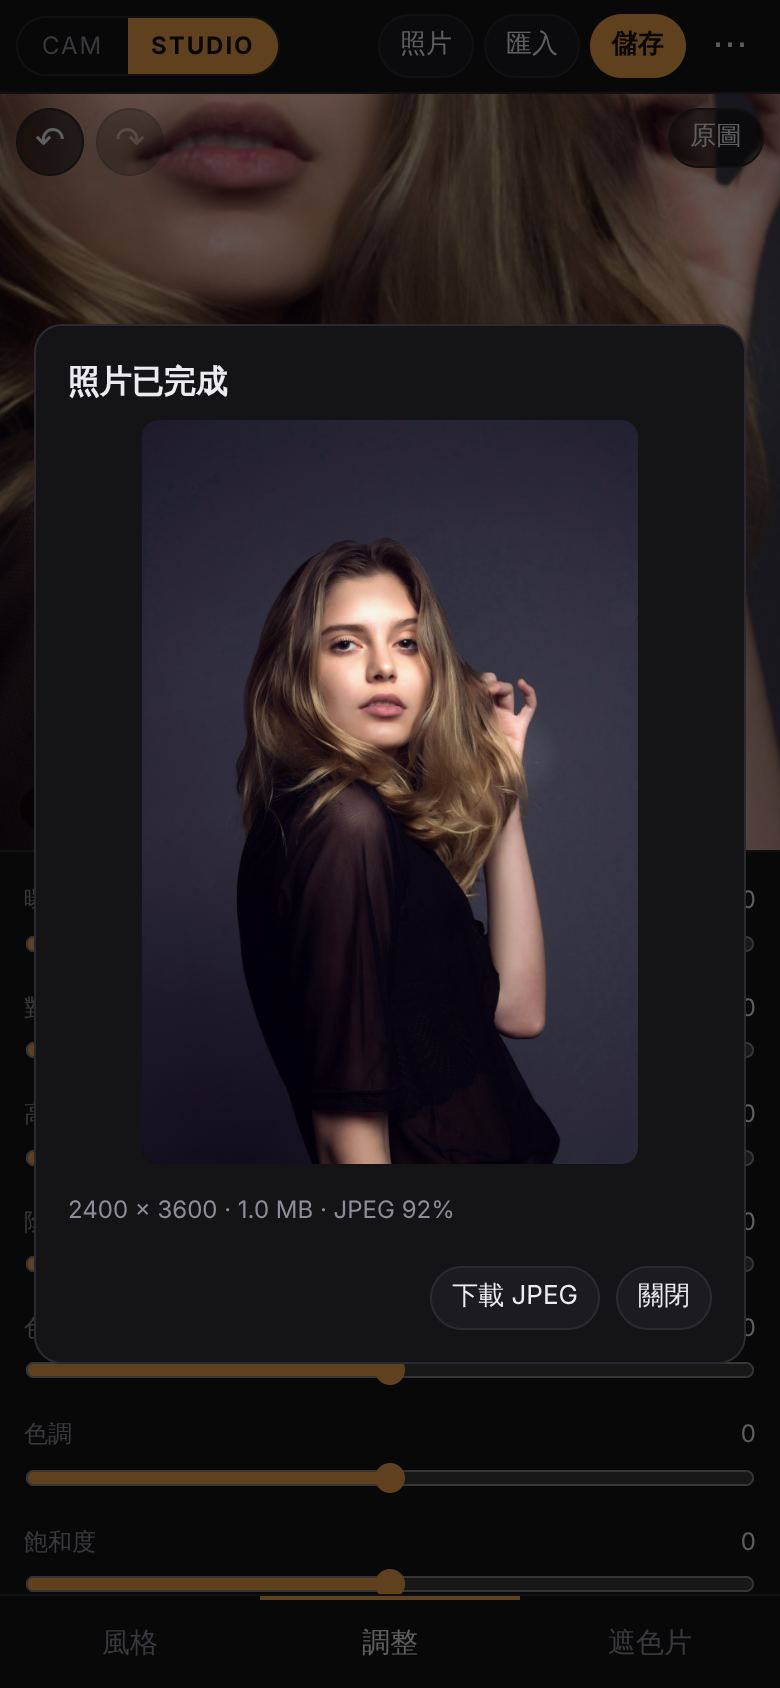 CAM STUDIO 照片 匯入 儲存 ⋯
原圖
照片已完成
2400 × 3600 · 1.0 MB · JPEG 92%
下載 JPEG 關閉
色調 0
飽和度 0
風格 調整 遮色片